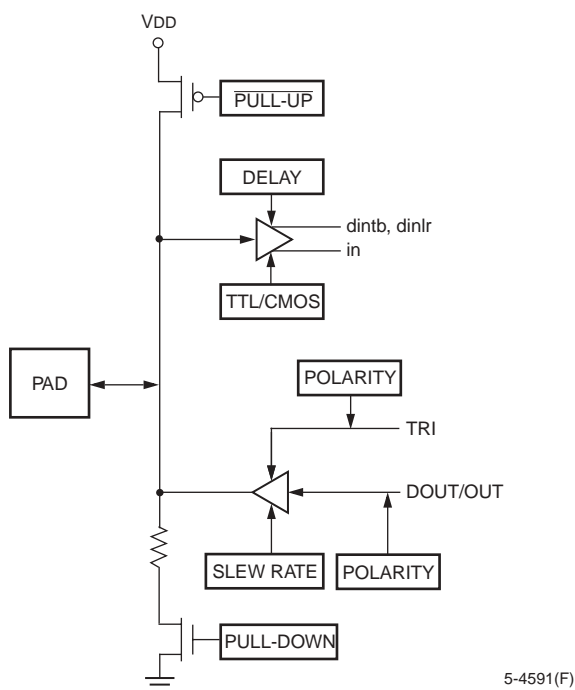 VDD
PULL-UP
DELAY
dintb, dinlr
in
TTL/CMOS
PAD
POLARITY
TRI
DOUT/OUT
SLEW RATE
POLARITY
PULL-DOWN
5-4591(F)